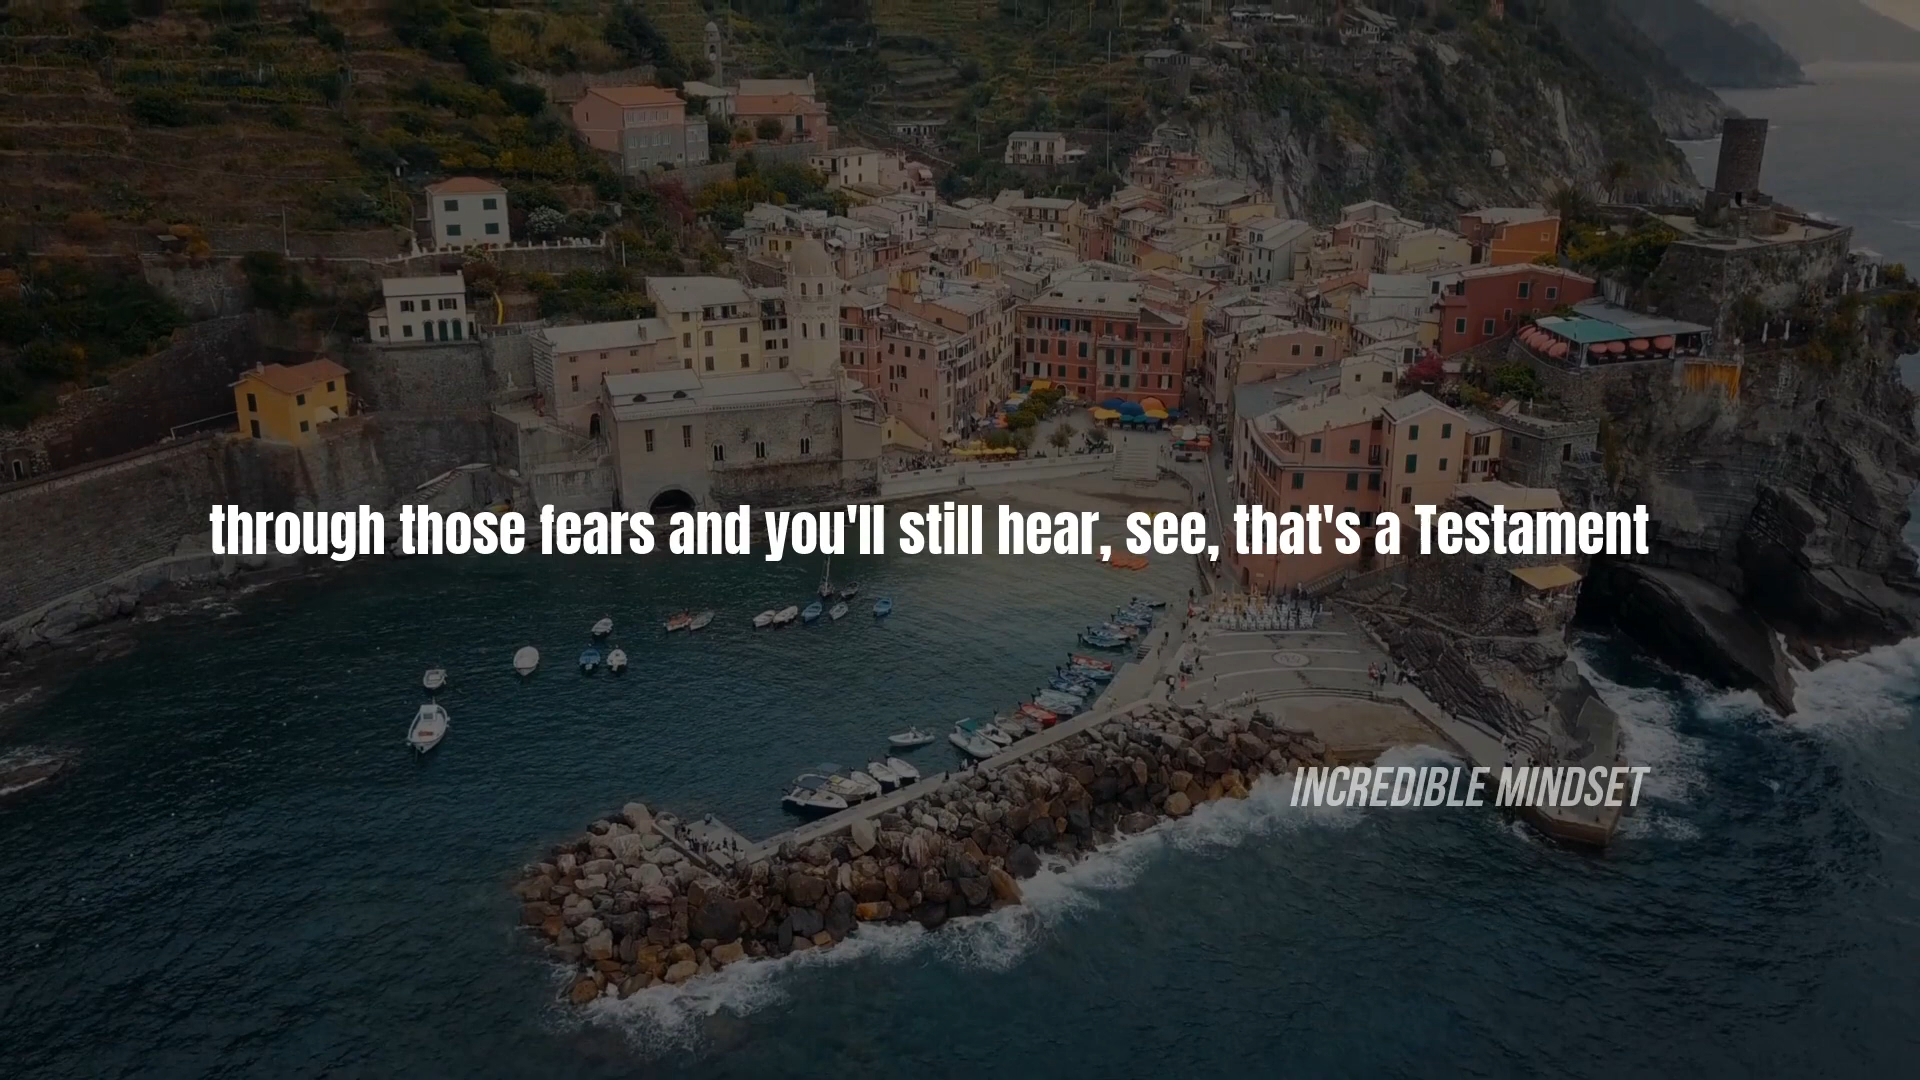 through those fears and you'll still hear, see, that's a Testament
INCREDIBLE MINDSET